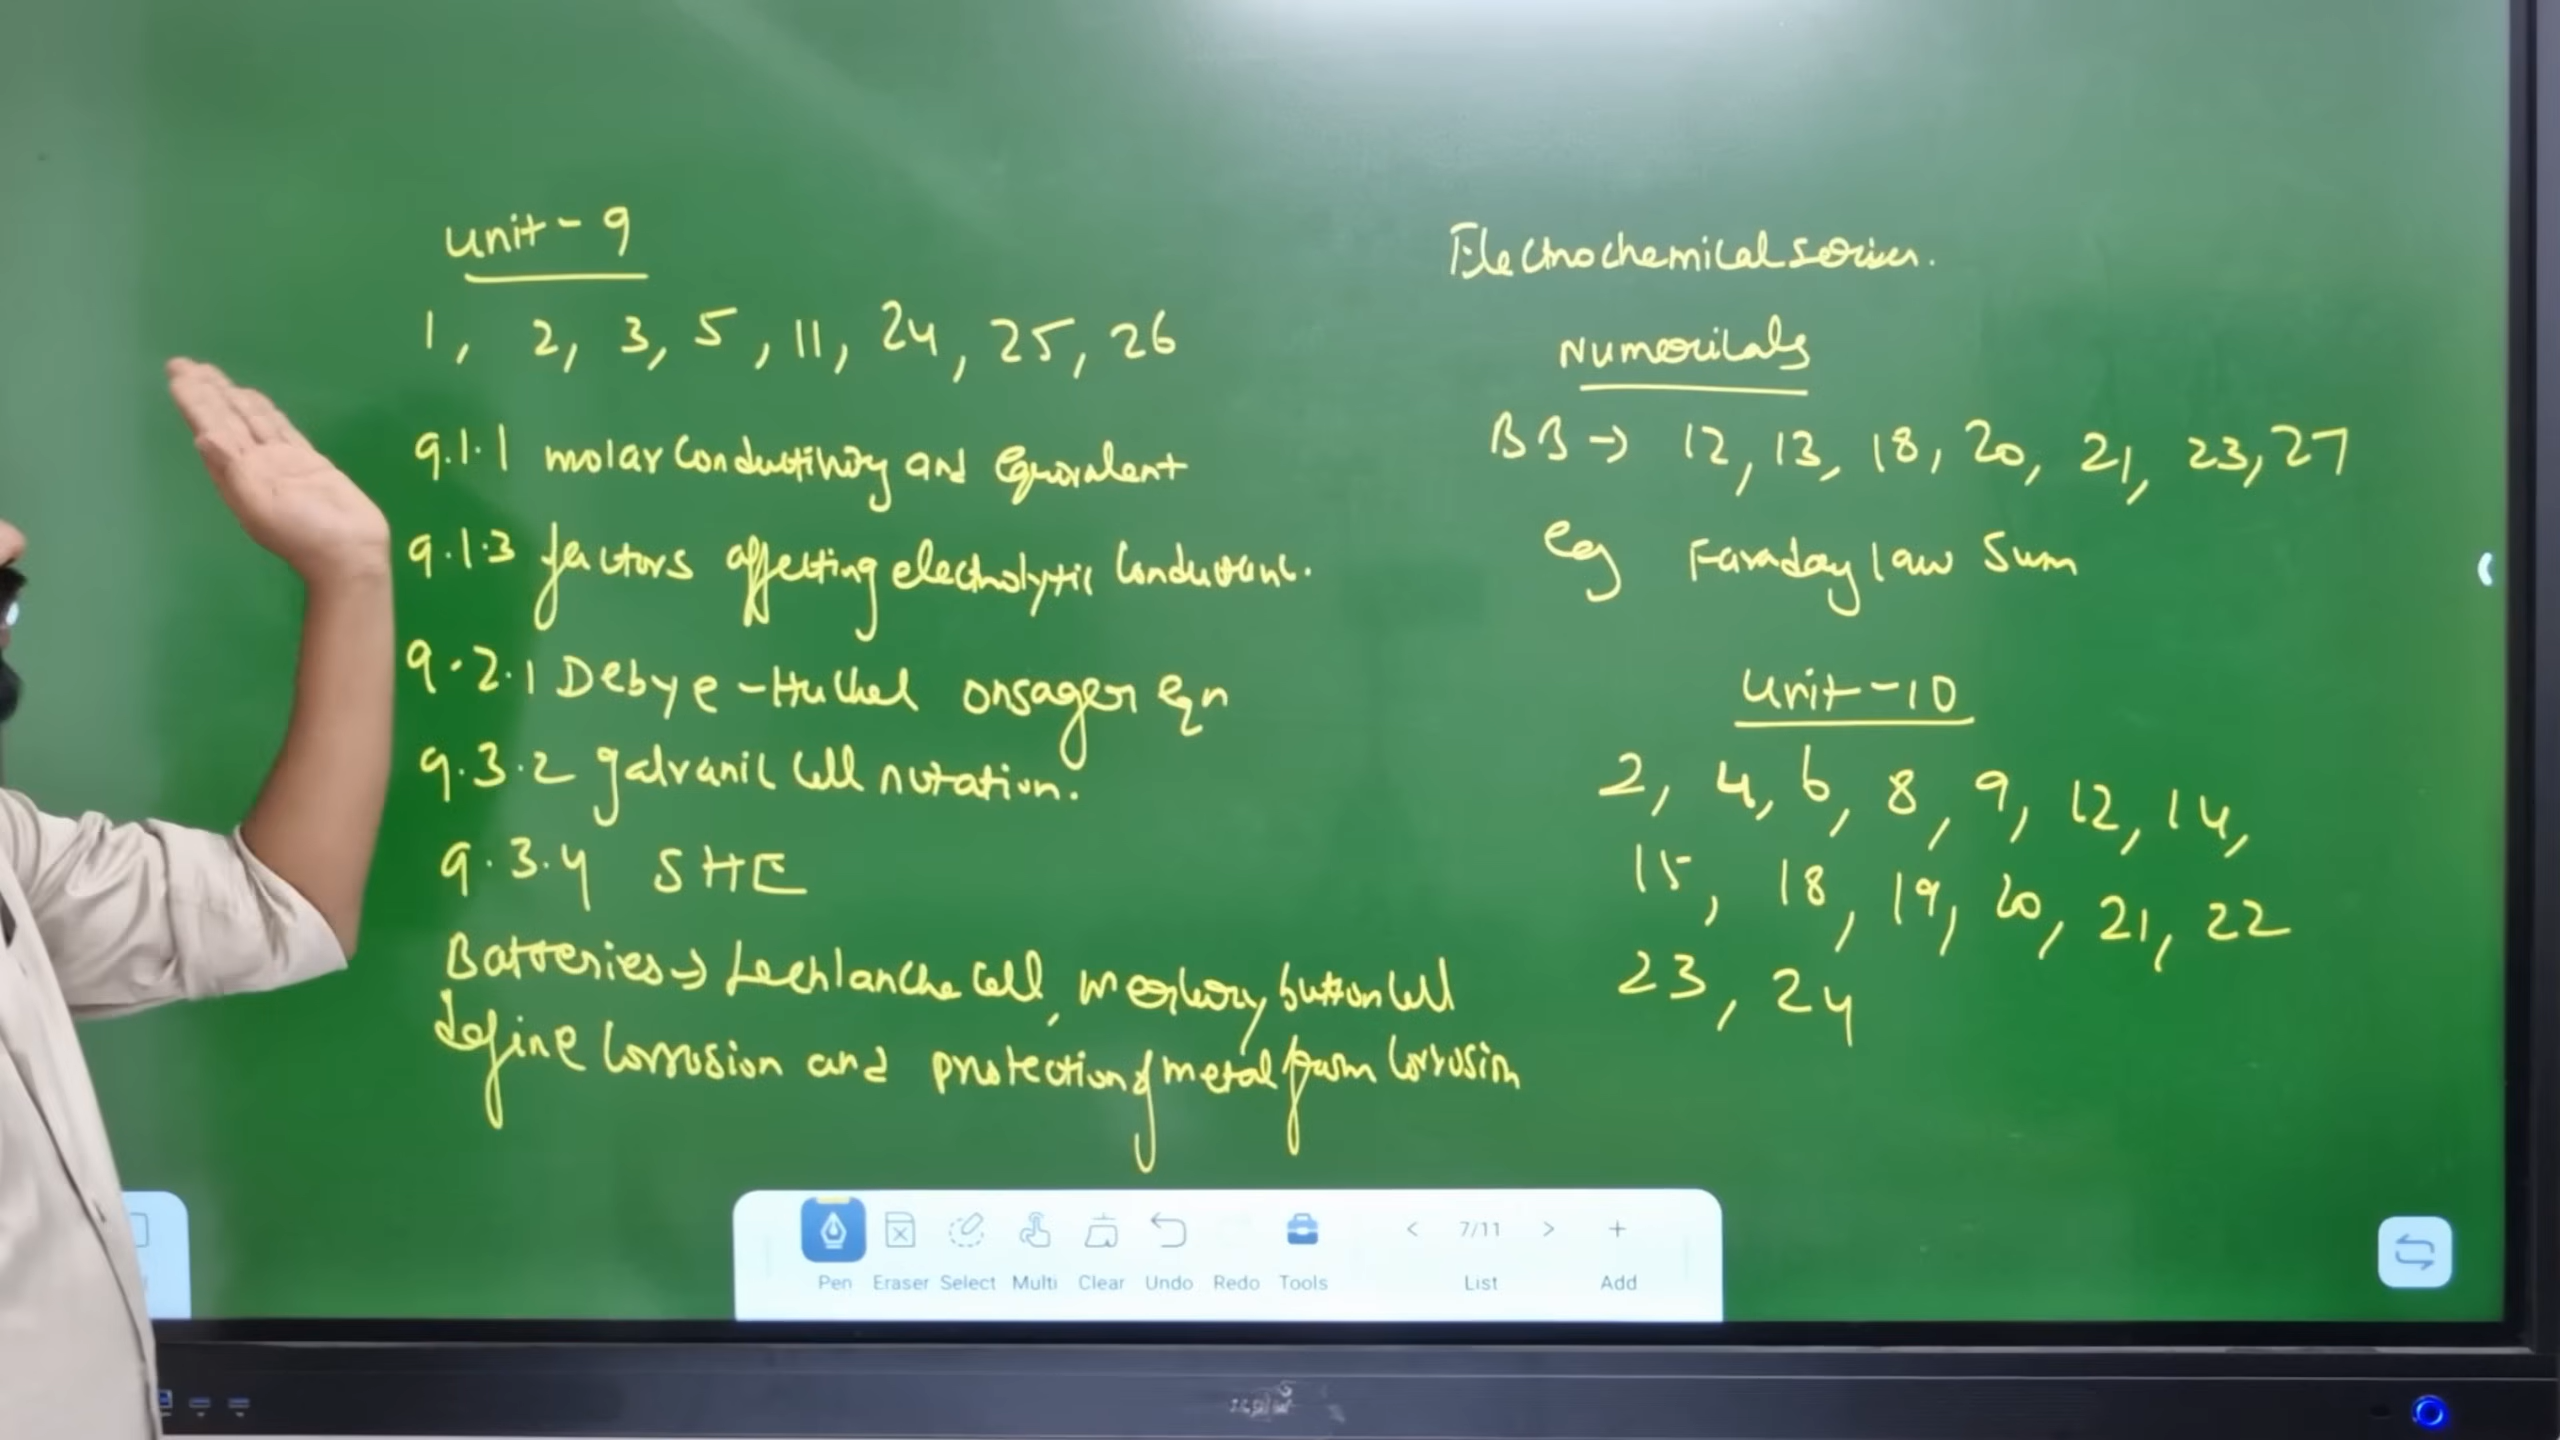 Unit - 9
1, 2, 3, 5, 11, 24, 25, 26
9.1.1 molar Conductivity and Equivalent
9.1.3 factors affecting electrolytic Conductance.
9.2.1 Debye - Huckel onsager Eqn
9.3.2 galvanic Cell notation.
9.3.4 SHE
Batteries → Lechlanche Cell, mercury button Cell
define Corrosion and protection of metal from Corrosion
Electrochemical series.
Numericals
BB → 12, 13, 18, 20, 21, 23, 27
eg Faraday law Sum
Unit - 10
2, 4, 6, 8, 9, 12, 14,
15, 18, 19, 20, 21, 22
23, 24
Pen Eraser Select Multi Clear Undo Redo Tools < 7/11 > List + Add